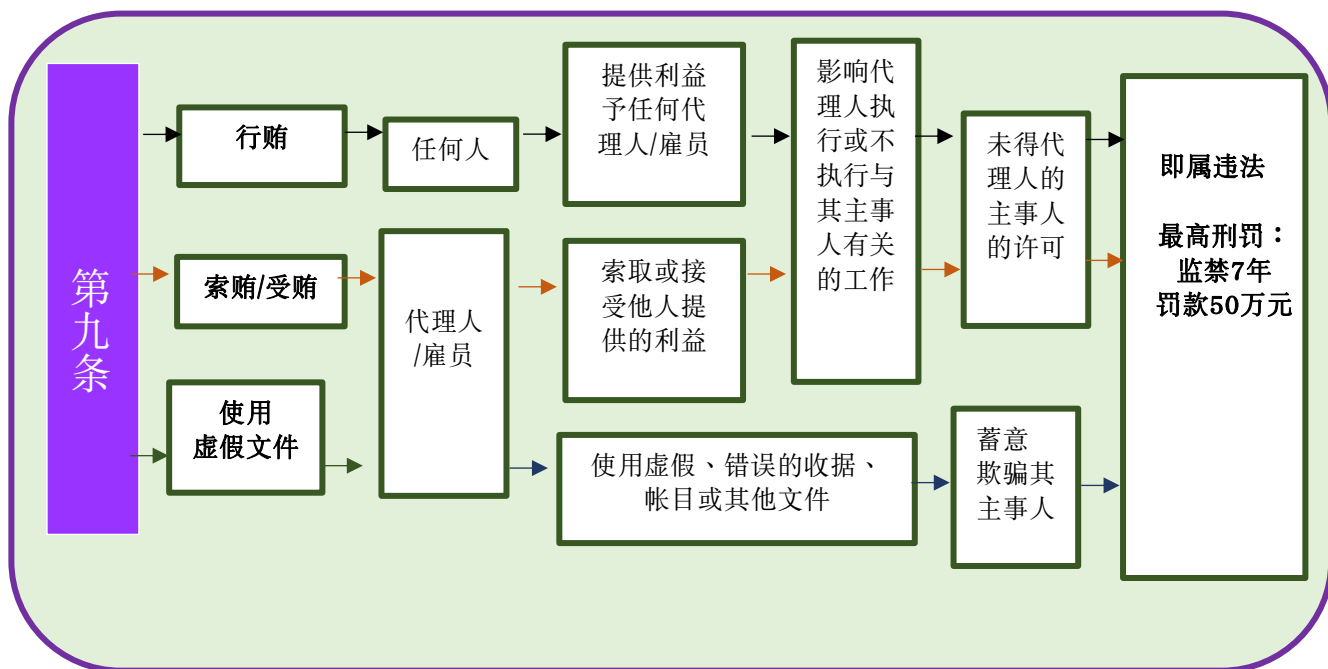 第九条
行贿
任何人
提供利益
予任何代
理人/雇员
影响代
理人执
行或不
执行与
其主事
人有关
的工作
未得代
理人的
主事人
的许可
即属违法
最高刑罚：
监禁7年
罚款50万元
索贿/受贿
代理人
/雇员
索取或接
受他人提
供的利益
使用
虚假文件
使用虚假、错误的收据、
帐目或其他文件
蓄意
欺骗其
主事人